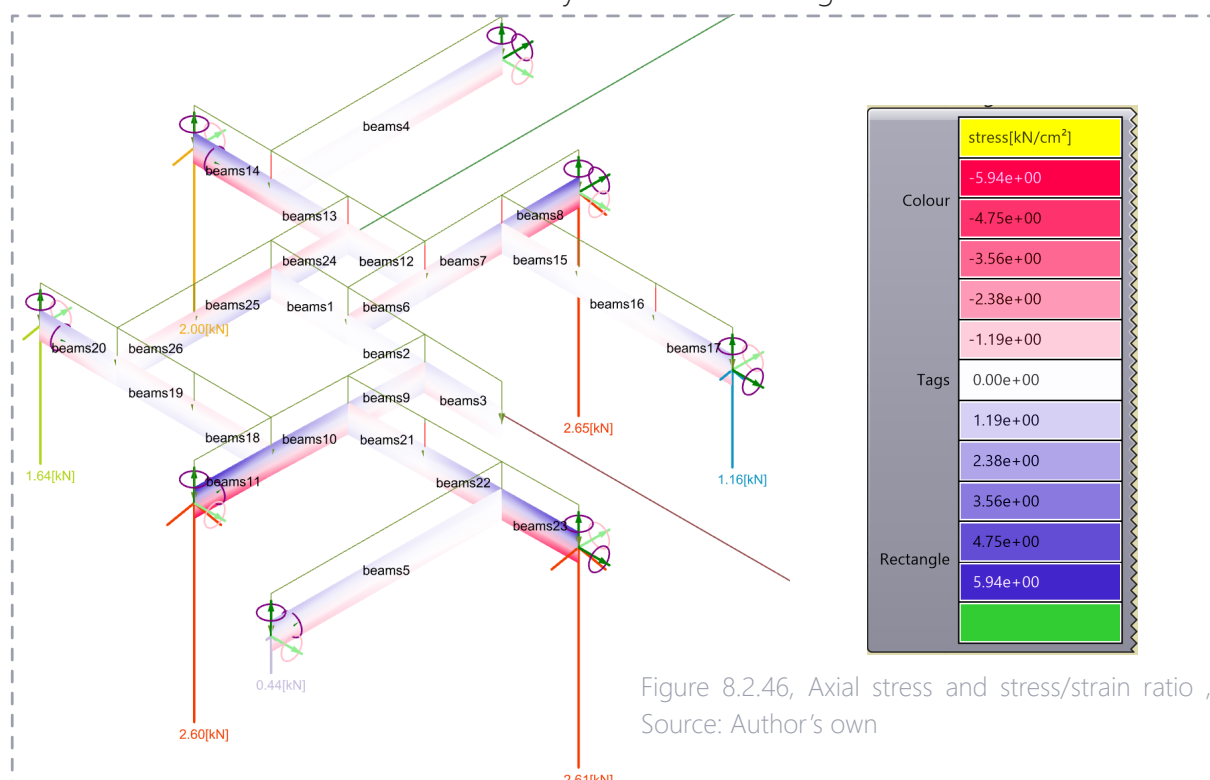 beams4
beams14
beams13
beams8
beams24
beams12
beams7
beams15
beams25
beams1
beams6
beams16
2.00[kN]
beams20
beams26
beams2
beams17
beams19
beams9
beams3
beams18
beams10
beams21
2.65[kN]
1.64[kN]
beams11
beams22
1.16[kN]
beams23
beams5
0.44[kN]
2.60[kN]
2.61[kN]
stress[kN/cm²]
-5.94e+00
Colour
-4.75e+00
-3.56e+00
-2.38e+00
-1.19e+00
Tags
0.00e+00
1.19e+00
2.38e+00
3.56e+00
4.75e+00
Rectangle
5.94e+00
Figure 8.2.46, Axial stress and stress/strain ratio ,
Source: Author's own